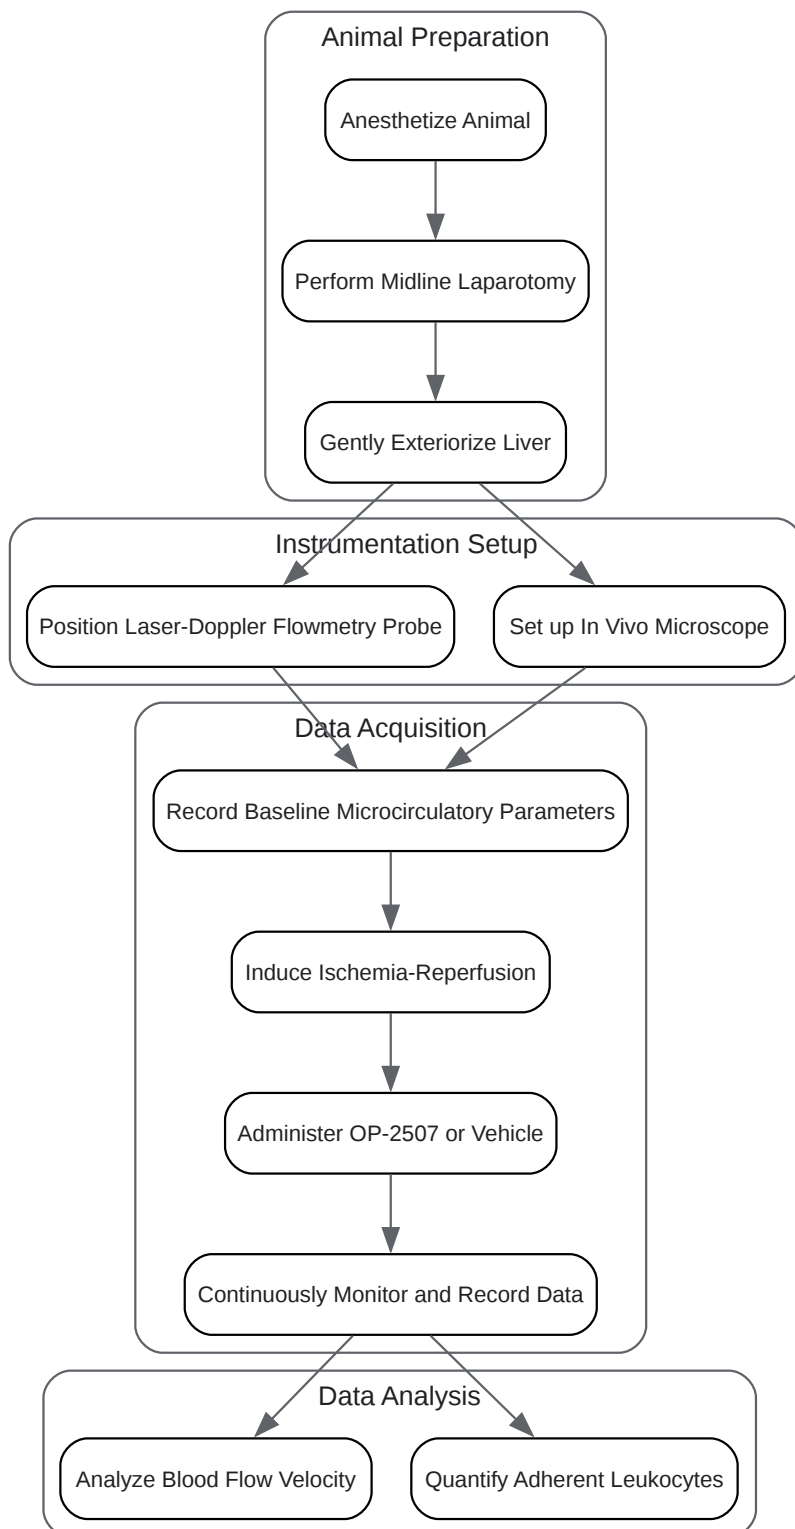 Animal Preparation
Anesthetize Animal
Perform Midline Laparotomy
Gently Exteriorize Liver
Instrumentation Setup
Position Laser-Doppler Flowmetry Probe
Set up In Vivo Microscope
Data Acquisition
Record Baseline Microcirculatory Parameters
Induce Ischemia-Reperfusion
Administer OP-2507 or Vehicle
Continuously Monitor and Record Data
Data Analysis
Analyze Blood Flow Velocity
Quantify Adherent Leukocytes